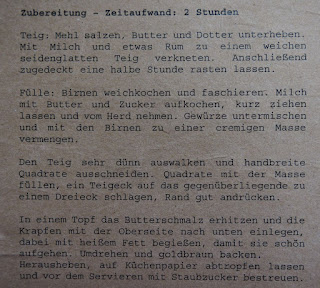 Zubereitung - Zeitaufwand: 2 Stunden
Teig: Mehl salzen, Butter und Dotter unterheben.
Mit Milch und etwas Rum zu einem weichen
seidenglatten Teig verkneten. Anschließend
zugedeckt eine halbe Stunde rasten lassen.
Fülle: Birnen weichkochen und faschieren. Milch
mit Butter und Zucker aufkochen, kurz ziehen
lassen und vom Herd nehmen. Gewürze untermischen
und mit den Birnen zu einer cremigen Masse
vermengen.
Den Teig sehr dünn auswalken und handbreite
Quadrate ausschneiden. Quadrate mit der Masse
füllen, ein Teigeck auf das gegenüberliegende zu
einem Dreieck schlagen, Rand gut andrücken.
In einem Topf das Butterschmalz erhitzen und die
Krapfen mit der Oberseite nach unten einlegen,
dabei mit heißem Fett begießen, damit sie schön
aufgehen. Umdrehen und goldbraun backen.
Herausheben, auf Küchenpapier abtropfen lassen
und vor dem Servieren mit Staubzucker bestreuen.